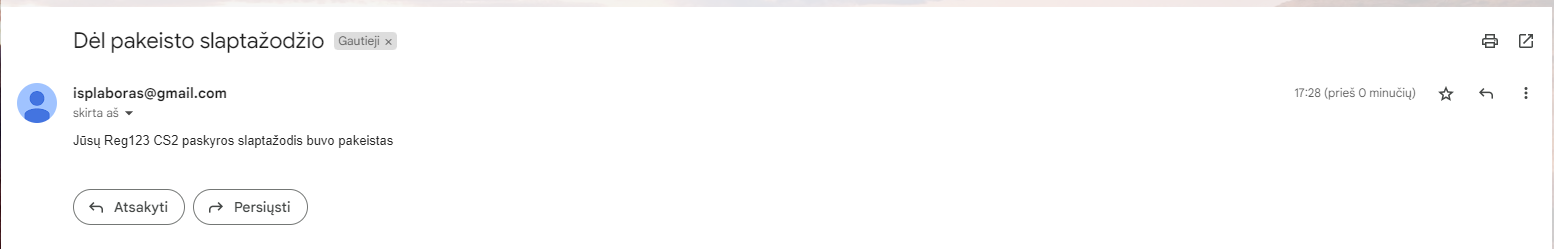 Dėl pakeisto slaptažodžio Gautieji ×
isplaboras@gmail.com 17:28 (prieš 0 minučių)
skirta aš
Jūsų Reg123 CS2 paskyros slaptažodis buvo pakeistas
Atsakyti Persiųsti